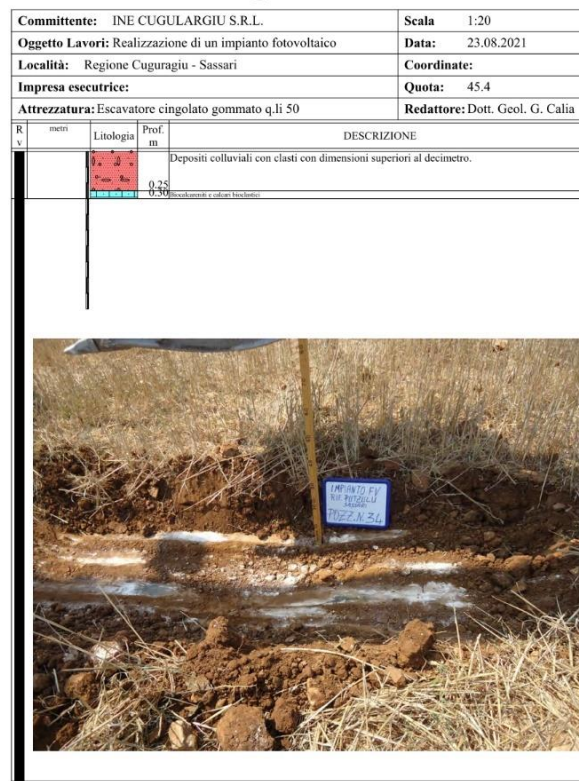 Committente: INE CUGULARGIU S.R.L. Scala 1:20
Oggetto Lavori: Realizzazione di un impianto fotovoltaico Data: 23.08.2021
Località: Regione Cuguragiu - Sassari Coordinate:
Impresa esecutrice: Quota: 45.4
Attrezzatura: Escavatore cingolato gommato q.li 50 Redattore: Dott. Geol. G. Calia
R v metri Litologia Prof. m DESCRIZIONE
Depositi colluviali con clasti con dimensioni superiori al decimetro.
0.25
0.30 Biocalcareniti e calcari bioclastici
IMPIANTO FV
SASSARI
POZZ. N. 34